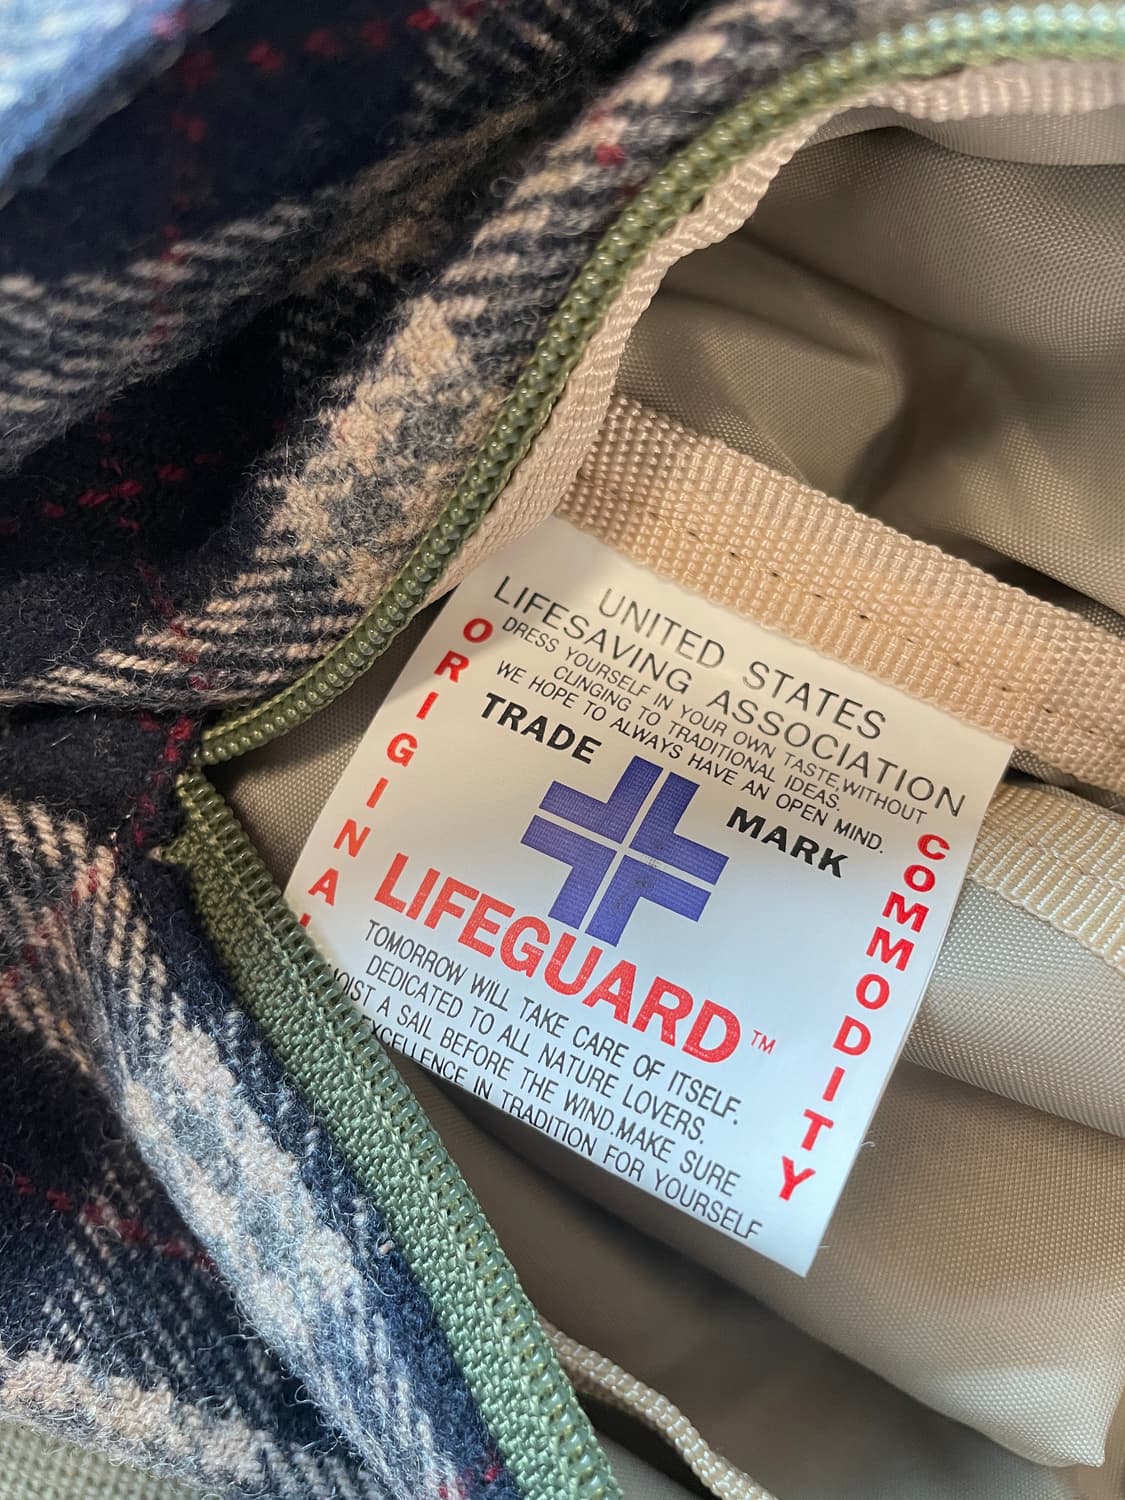 UNITED STATES
LIFESAVING ASSOCIATION
DRESS YOURSELF IN YOUR OWN TASTE,WITHOUT
CLINGING TO TRADITIONAL IDEAS.
WE HOPE TO ALWAYS HAVE AN OPEN MIND.
TRADE MARK
ORIGINAL
COMMODITY
LIFEGUARD™
TOMORROW WILL TAKE CARE OF ITSELF.
DEDICATED TO ALL NATURE LOVERS.
A SAIL BEFORE THE WIND.MAKE SURE
IN TRADITION FOR YOURSELF